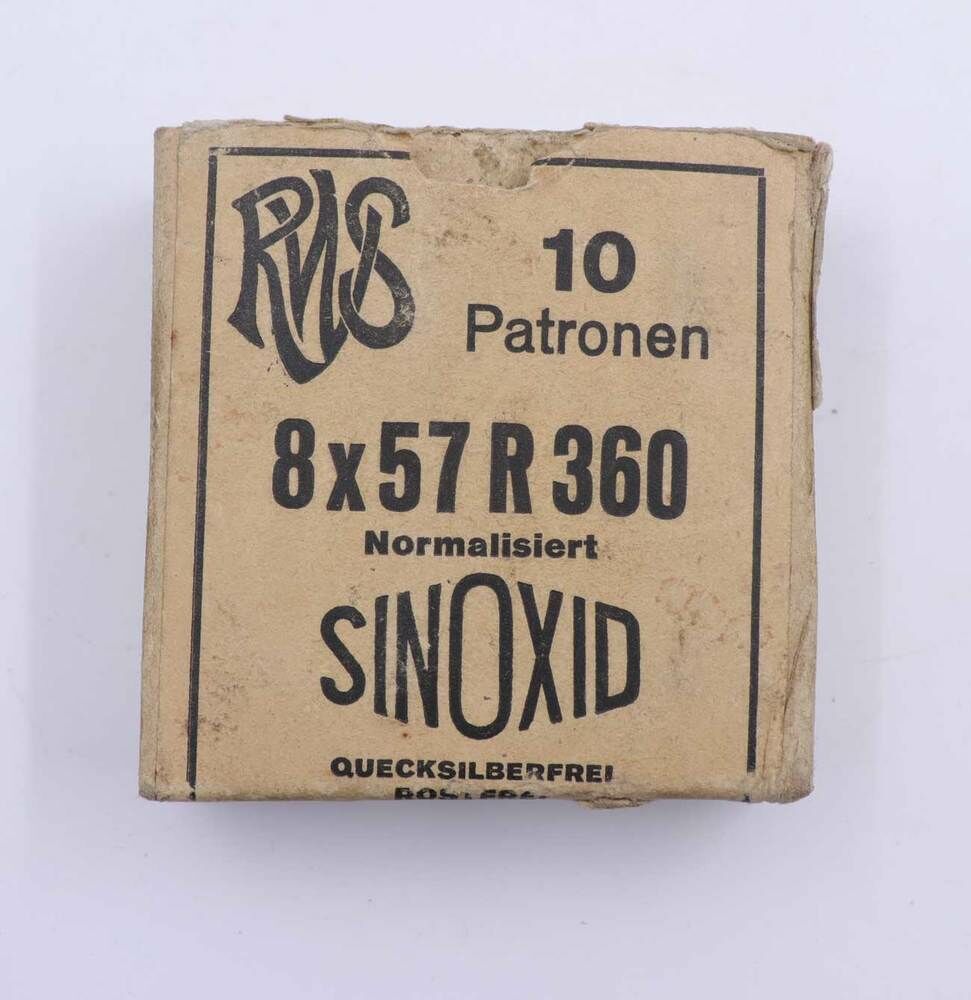 RWS
10
Patronen
8x57 R 360
Normalisiert
SINOXID
QUECKSILBERFREI